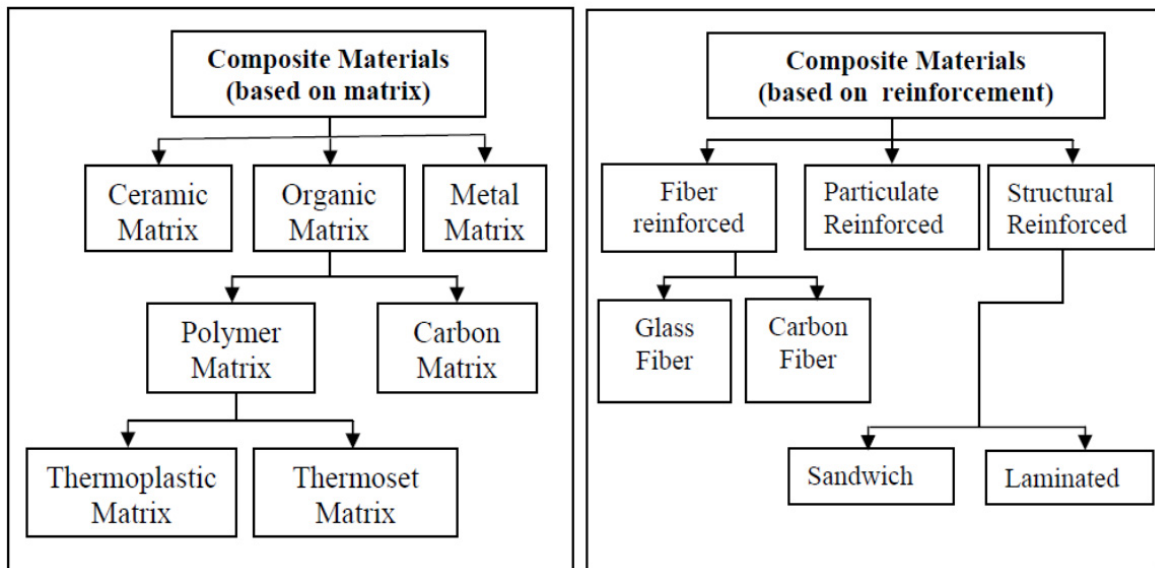 Composite Materials
(based on matrix)
Ceramic
Matrix
Organic
Matrix
Metal
Matrix
Polymer
Matrix
Carbon
Matrix
Thermoplastic
Matrix
Thermoset
Matrix
Composite Materials
(based on reinforcement)
Fiber
reinforced
Particulate
Reinforced
Structural
Reinforced
Glass
Fiber
Carbon
Fiber
Sandwich
Laminated